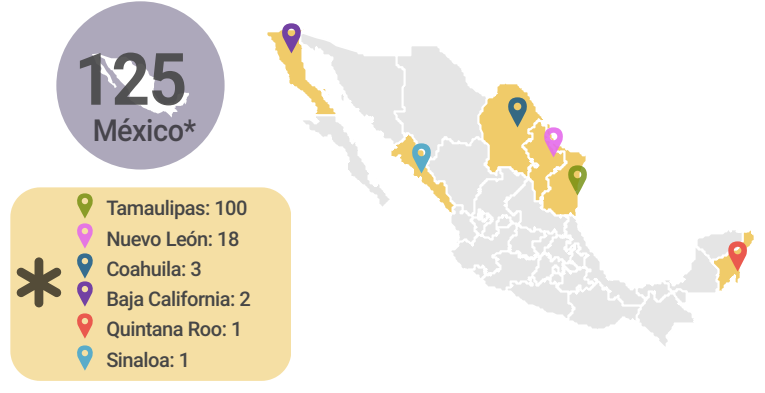 125
México*
*
Tamaulipas: 100
Nuevo León: 18
Coahuila: 3
Baja California: 2
Quintana Roo: 1
Sinaloa: 1